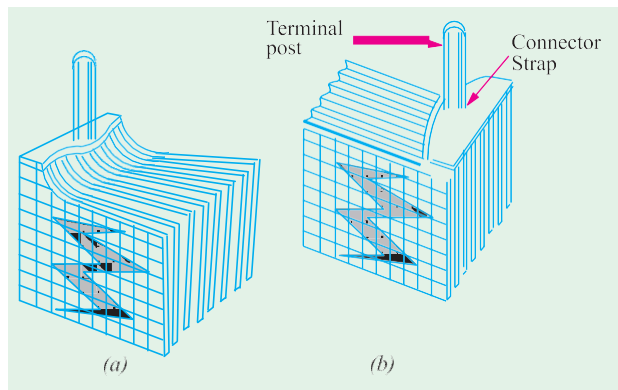 Terminal
post
Connector
Strap
(a)
(b)